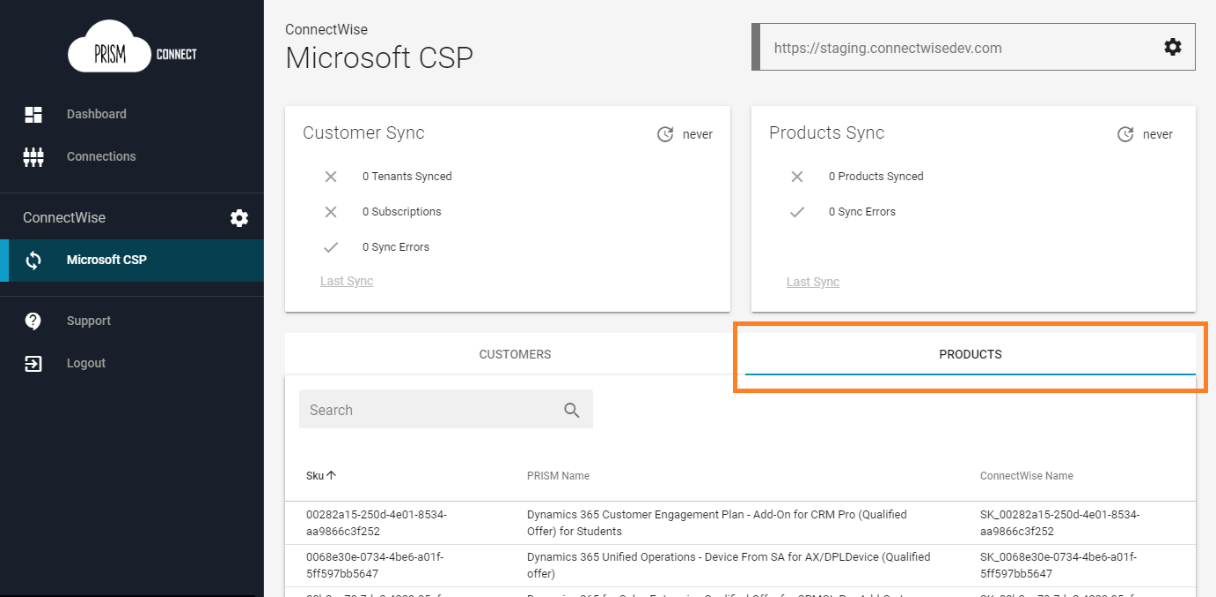 PRISM CONNECT
Dashboard
Connections
ConnectWise
Microsoft CSP
Support
Logout
ConnectWise
Microsoft CSP
https://staging.connectwisedev.com
Customer Sync
never
0 Tenants Synced
0 Subscriptions
0 Sync Errors
Last Sync
Products Sync
never
0 Products Synced
0 Sync Errors
Last Sync
CUSTOMERS
PRODUCTS
Search
Sku
PRISM Name
ConnectWise Name
00282a15-250d-4e01-8534-
aa9866c3f252
Dynamics 365 Customer Engagement Plan - Add-On for CRM Pro (Qualified
Offer) for Students
SK_00282a15-250d-4e01-8534-
aa9866c3f252
0068e30e-0734-4be6-a01f-
5ff597bb5647
Dynamics 365 Unified Operations - Device From SA for AX/DPLDevice (Qualified
offer)
SK_0068e30e-0734-4be6-a01f-
5ff597bb5647